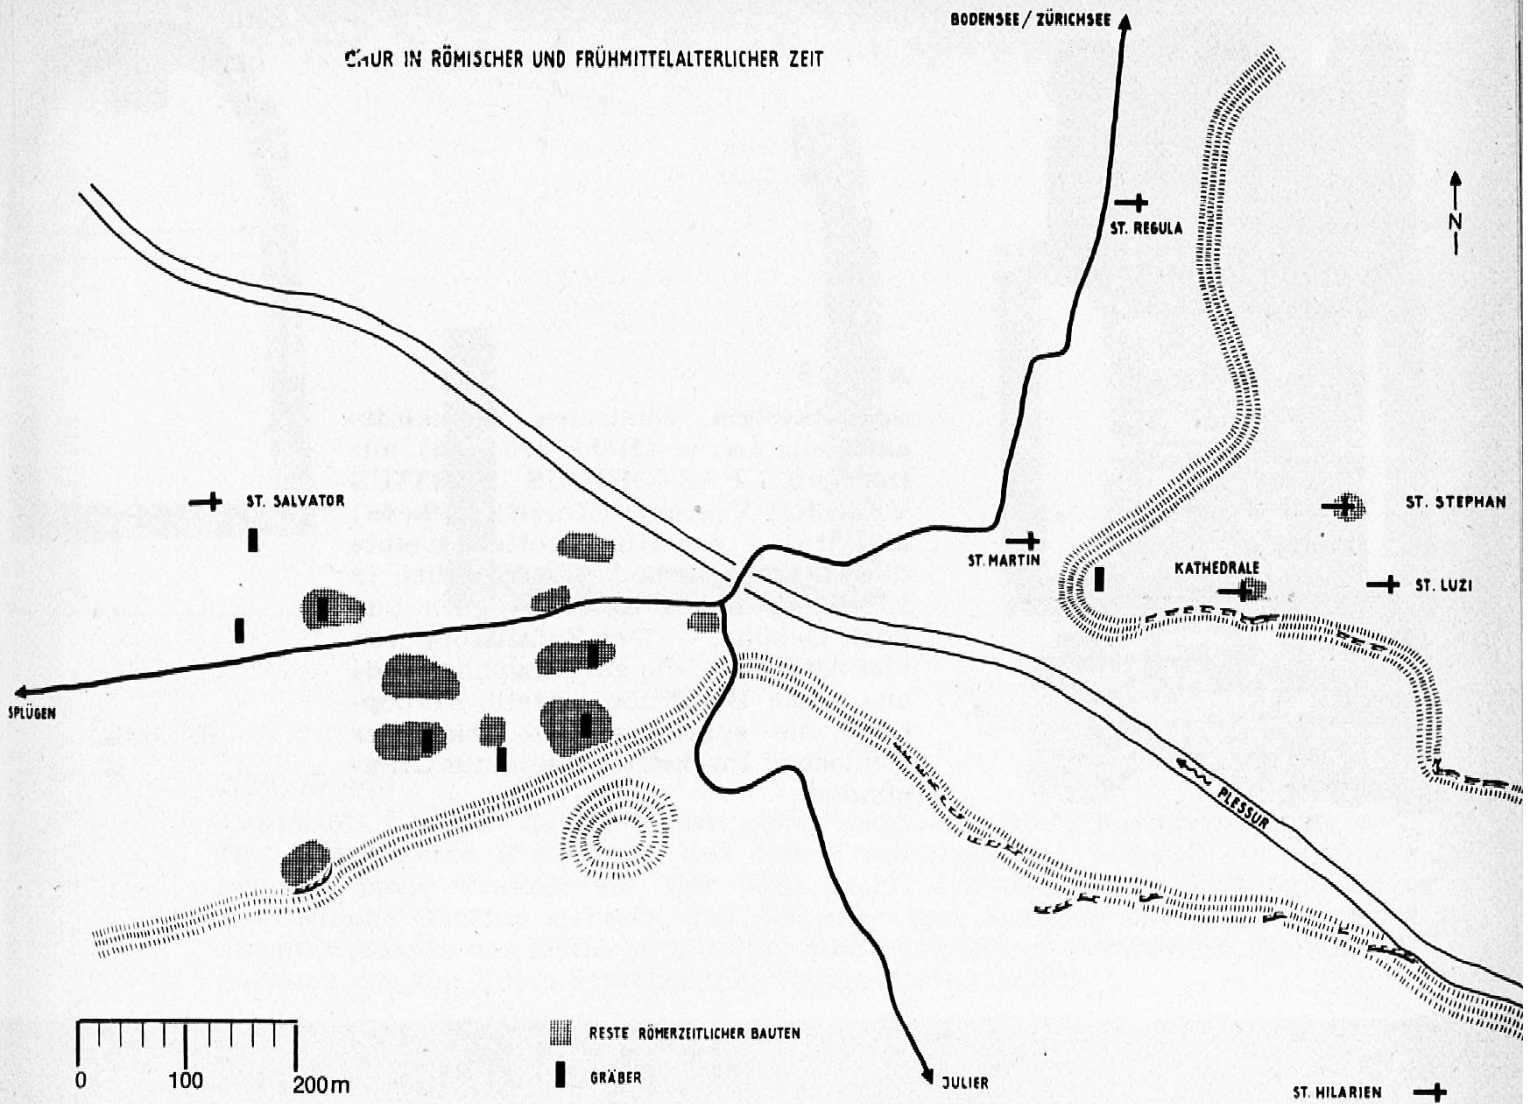 BODENSEE / ZÜRICHSEE
CHUR IN RÖMISCHER UND FRÜHMITTELALTERLICHER ZEIT
ST. REGULA
N
ST. SALVATOR
ST. STEPHAN
ST. MARTIN
KATHEDRALE
ST. LUZI
SPLÜGEN
PLESSUR
RESTE RÖMERZEITLICHER BAUTEN
GRÄBER
0 100 200m
JULIER
ST. HILARIEN